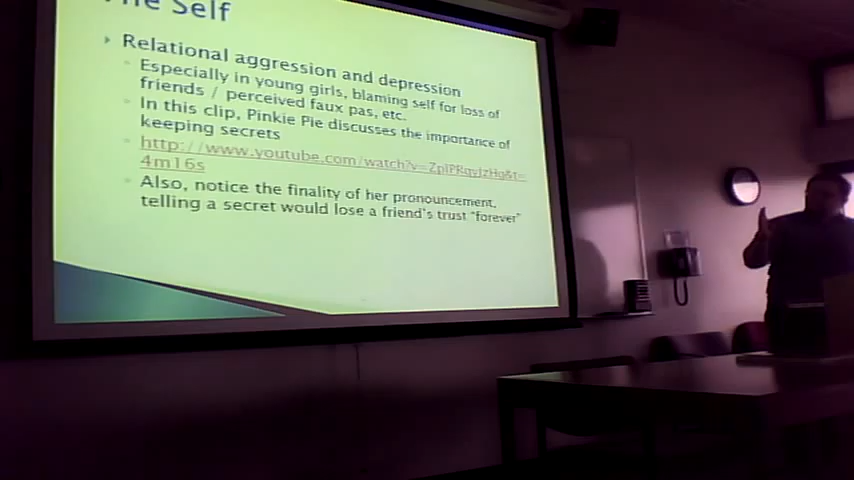 The Self
Relational aggression and depression
Especially in young girls, blaming self for loss of
friends / perceived faux pas, etc.
In this clip, Pinkie Pie discusses the importance of
keeping secrets
http://www.youtube.com/watch?v=ZplPRqvJzHg&t=
4m16s
Also, notice the finality of her pronouncement,
telling a secret would lose a friend's trust "forever"